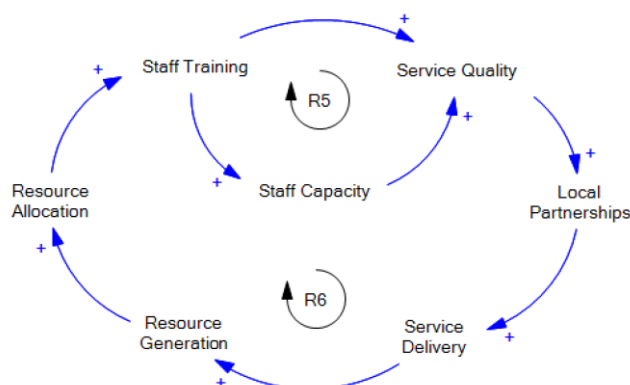 +
+
Staff Training
Service Quality
R5
+
+
+
Staff Capacity
Resource
Allocation
Local
Partnerships
+
R6
Resource
Generation
Service
Delivery
+
+